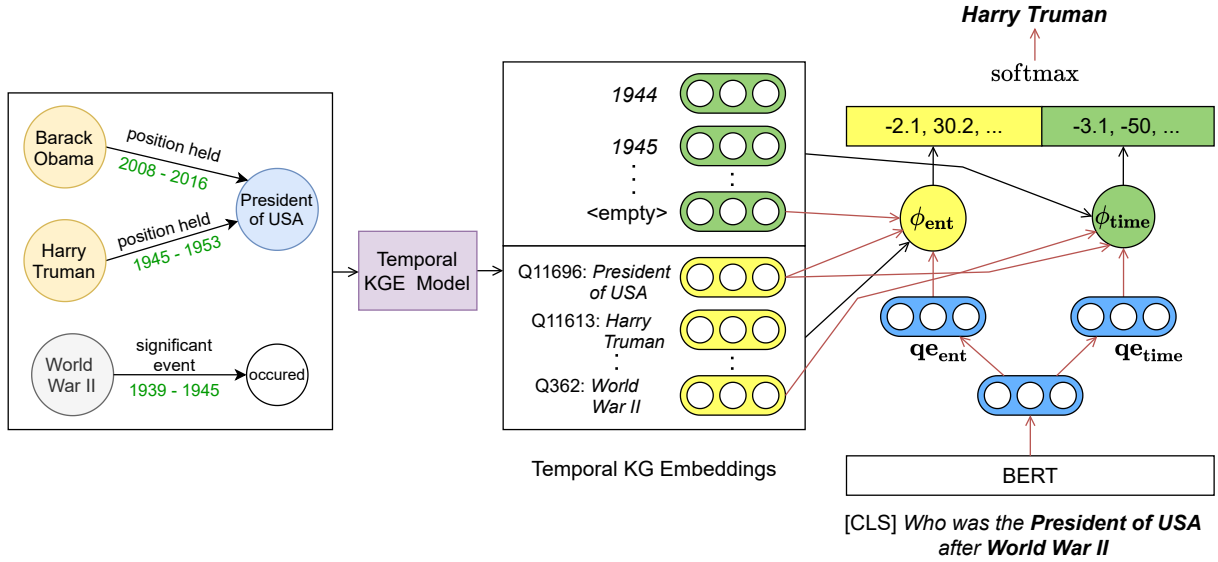 Harry Truman
softmax
-2.1, 30.2, ...
-3.1, -50, ...
Barack
Obama
position held
2008 - 2016
President
of USA
Harry
Truman
position held
1945 - 1953
World
War II
significant
event
1939 - 1945
occured
Temporal
KGE Model
1944
1945
<empty>
Q11696: President
of USA
Q11613: Harry
Truman
Q362: World
War II
Temporal KG Embeddings
ϕent
ϕtime
qeent
qetime
BERT
[CLS] Who was the President of USA
after World War II